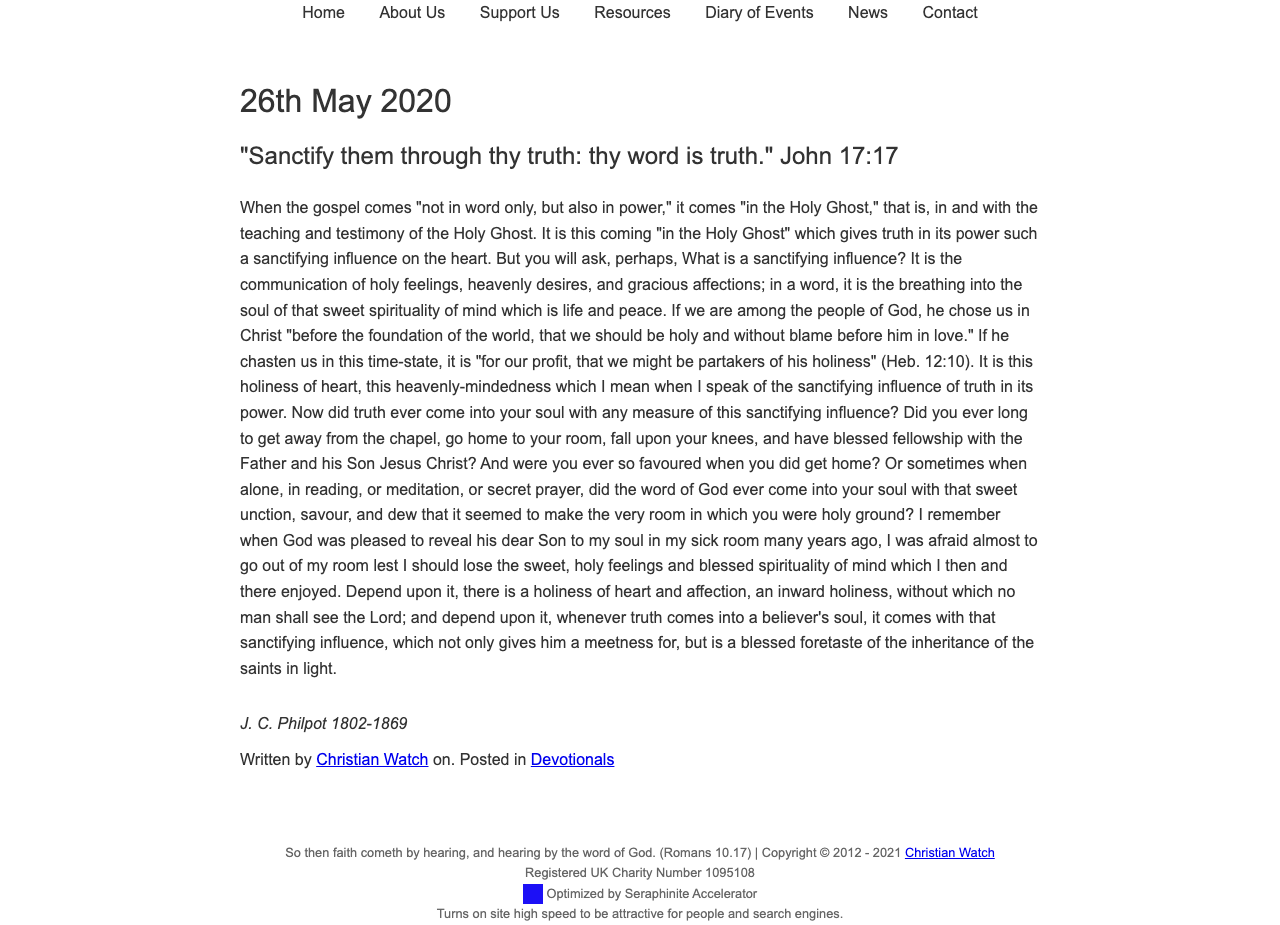 Home About Us Support Us Resources Diary of Events News Contact
26th May 2020
"Sanctify them through thy truth: thy word is truth." John 17:17
When the gospel comes "not in word only, but also in power," it comes "in the Holy Ghost," that is, in and with the
teaching and testimony of the Holy Ghost. It is this coming "in the Holy Ghost" which gives truth in its power such
a sanctifying influence on the heart. But you will ask, perhaps, What is a sanctifying influence? It is the
communication of holy feelings, heavenly desires, and gracious affections; in a word, it is the breathing into the
soul of that sweet spirituality of mind which is life and peace. If we are among the people of God, he chose us in
Christ "before the foundation of the world, that we should be holy and without blame before him in love." If he
chasten us in this time-state, it is "for our profit, that we might be partakers of his holiness" (Heb. 12:10). It is this
holiness of heart, this heavenly-mindedness which I mean when I speak of the sanctifying influence of truth in its
power. Now did truth ever come into your soul with any measure of this sanctifying influence? Did you ever long
to get away from the chapel, go home to your room, fall upon your knees, and have blessed fellowship with the
Father and his Son Jesus Christ? And were you ever so favoured when you did get home? Or sometimes when
alone, in reading, or meditation, or secret prayer, did the word of God ever come into your soul with that sweet
unction, savour, and dew that it seemed to make the very room in which you were holy ground? I remember
when God was pleased to reveal his dear Son to my soul in my sick room many years ago, I was afraid almost to
go out of my room lest I should lose the sweet, holy feelings and blessed spirituality of mind which I then and
there enjoyed. Depend upon it, there is a holiness of heart and affection, an inward holiness, without which no
man shall see the Lord; and depend upon it, whenever truth comes into a believer's soul, it comes with that
sanctifying influence, which not only gives him a meetness for, but is a blessed foretaste of the inheritance of the
saints in light.
J. C. Philpot 1802-1869
Written by Christian Watch on. Posted in Devotionals
So then faith cometh by hearing, and hearing by the word of God. (Romans 10.17) | Copyright © 2012 - 2021 Christian Watch
Registered UK Charity Number 1095108
Optimized by Seraphinite Accelerator
Turns on site high speed to be attractive for people and search engines.